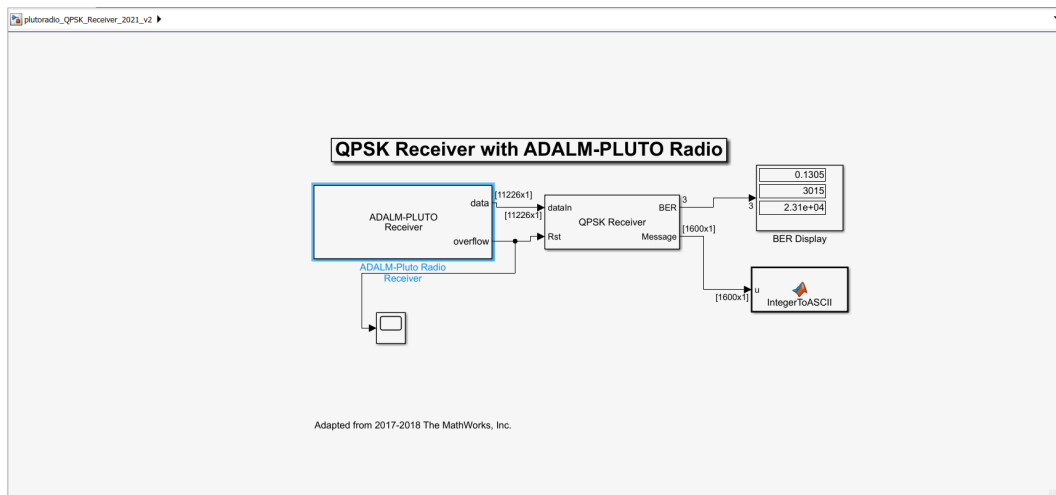 plutoradio_QPSK_Receiver_2021_v2
QPSK Receiver with ADALM-PLUTO Radio
ADALM-PLUTO
Receiver
data
overflow
ADALM-Pluto Radio
Receiver
[11226x1]
[11226x1]
dataIn
Rst
QPSK Receiver
BER
Message
3
[1600x1]
3
0.1305
3015
2.31e+04
BER Display
[1600x1]
u
IntegerToASCII
Adapted from 2017-2018 The MathWorks, Inc.